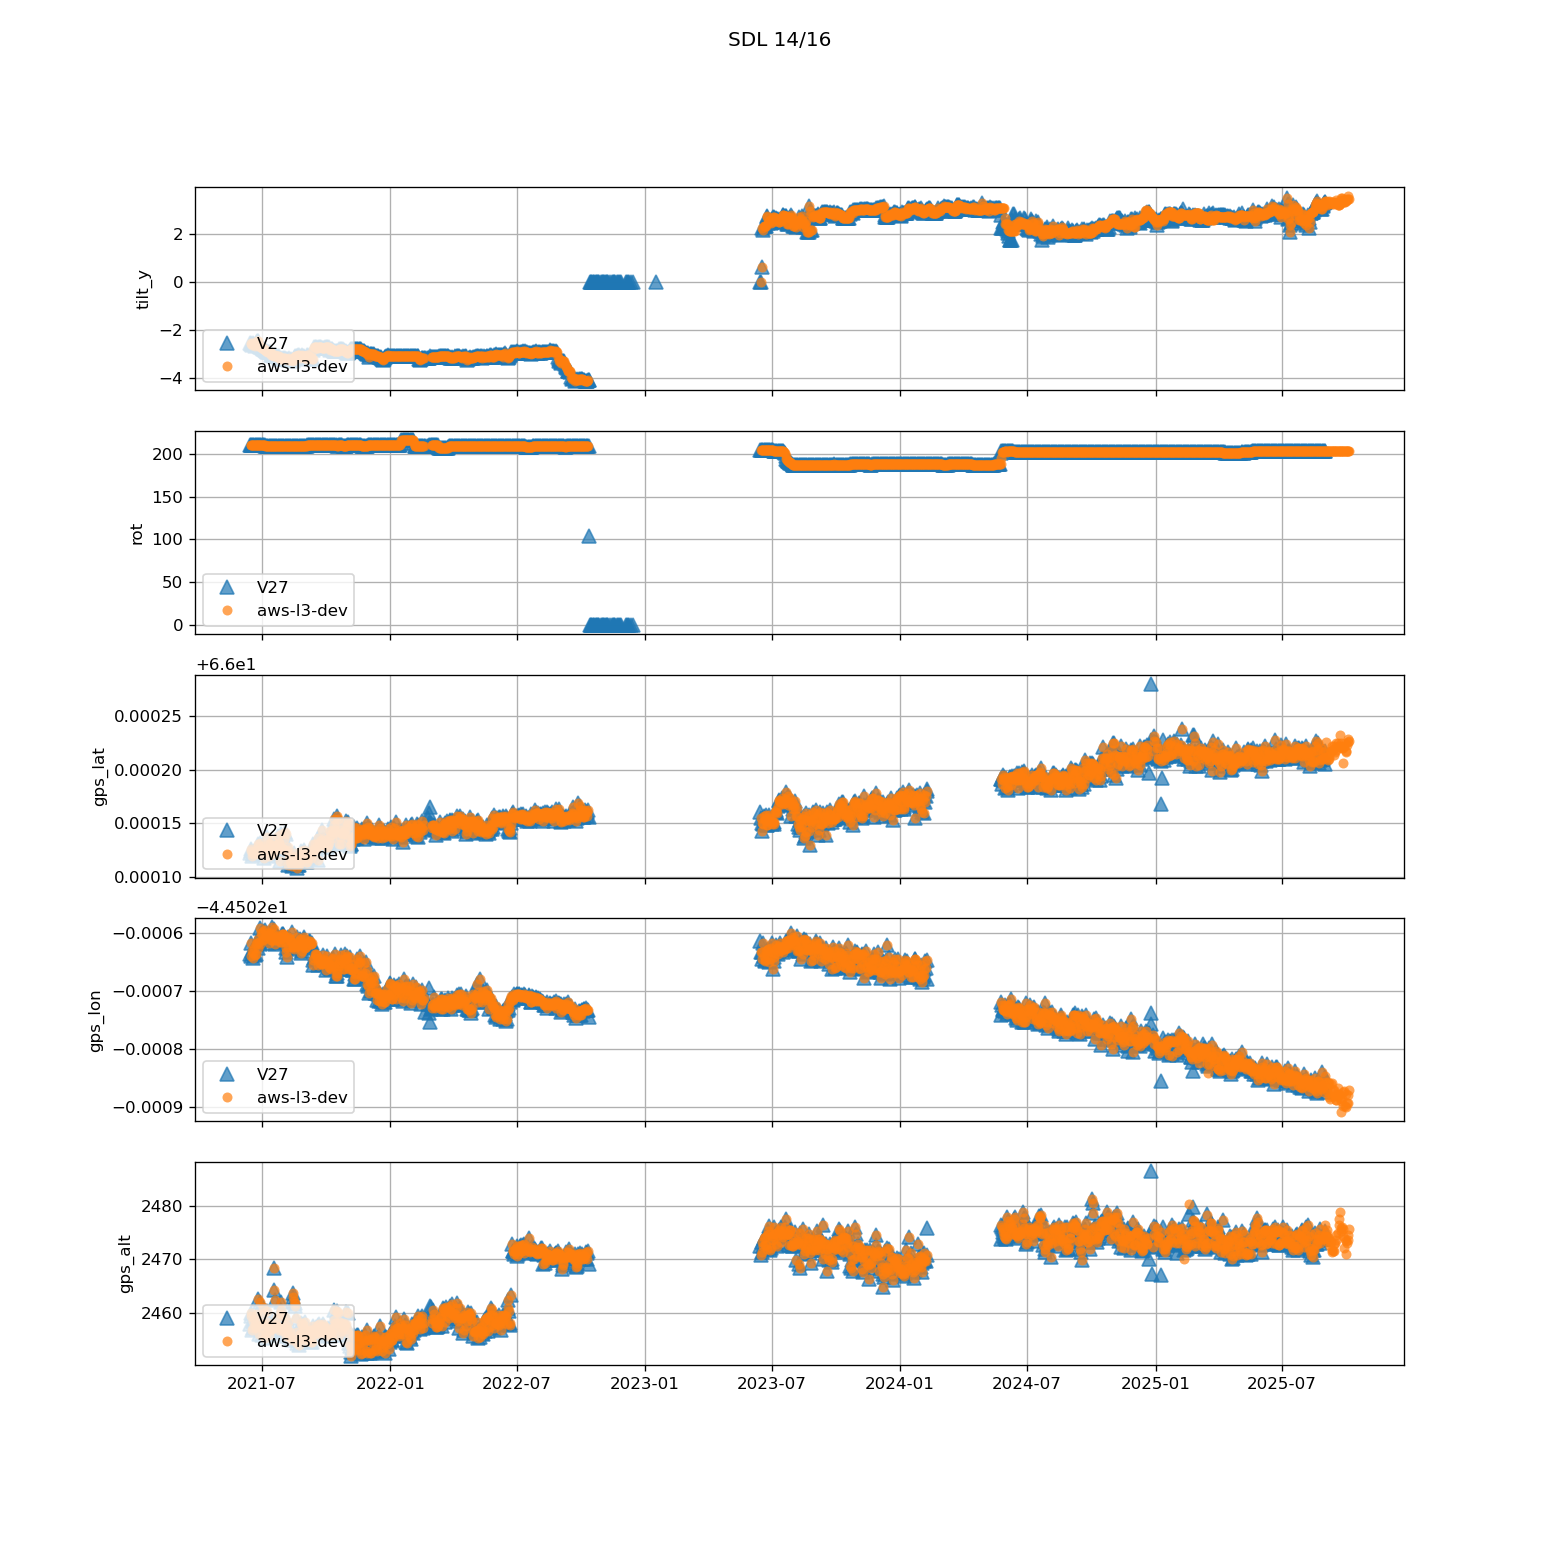 SDL 14/16
tilt_y
2
0
−2
−4
V27
aws-l3-dev
rot
200
150
100
50
0
V27
aws-l3-dev
+6.6e1
gps_lat
0.00025
0.00020
0.00015
0.00010
V27
aws-l3-dev
−4.4502e1
gps_lon
−0.0006
−0.0007
−0.0008
−0.0009
V27
aws-l3-dev
gps_alt
2480
2470
2460
V27
aws-l3-dev
2021-07 2022-01 2022-07 2023-01 2023-07 2024-01 2024-07 2025-01 2025-07